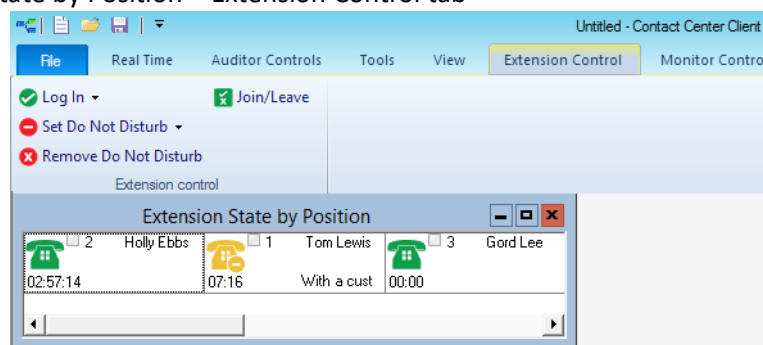 tate by Position – Extension Control tab
Untitled - Contact Center Client
File Real Time Auditor Controls Tools View Extension Control Monitor Contro
Log In Join/Leave
Set Do Not Disturb
Remove Do Not Disturb
Extension control
Extension State by Position
2 Holly Ebbs 1 Tom Lewis 3 Gord Lee
02:57:14 07:16 With a cust 00:00